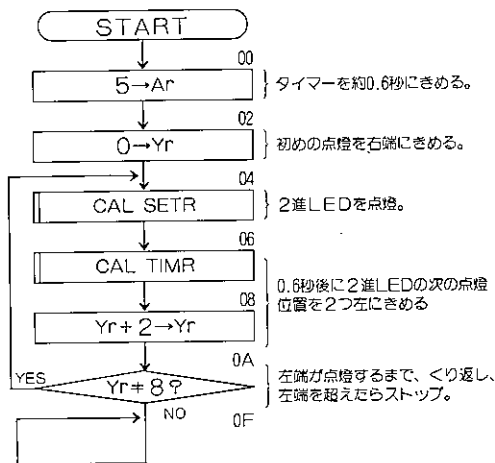 START
00
5→Ar
タイマーを約0.6秒にきめる。
02
0→Yr
初めの点燈を右端にきめる。
04
CAL SETR
2進LEDを点燈。
06
CAL TIMR
0.6秒後に2進LEDの次の点燈
位置を2つ左にきめる
08
Yr+2→Yr
0A
YES
Yr≠8?
左端が点燈するまで、くり返し、
左端を超えたらストップ。
NO
0F